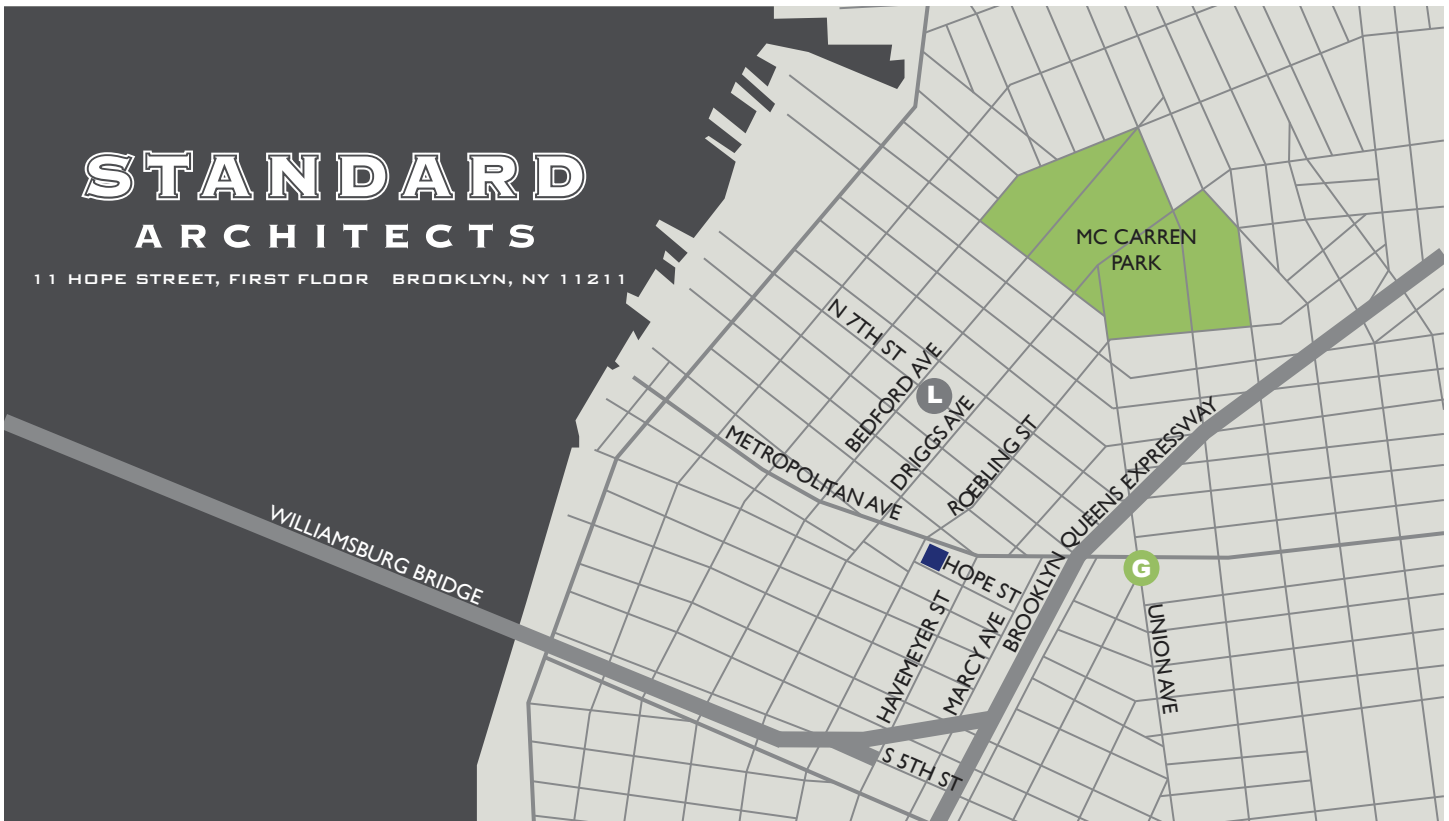 STANDARD
ARCHITECTS
11 HOPE STREET, FIRST FLOOR BROOKLYN, NY 11211
MC CARREN
PARK
N 7TH ST
BEDFORD AVE
L
DRIGGS AVE
ROEBLING ST
METROPOLITAN AVE
BROOKLYN QUEENS EXPRESSWAY
WILLIAMSBURG BRIDGE
HOPE ST
G
HAVEMEYER ST
MARCY AVE
UNION AVE
S 5TH ST